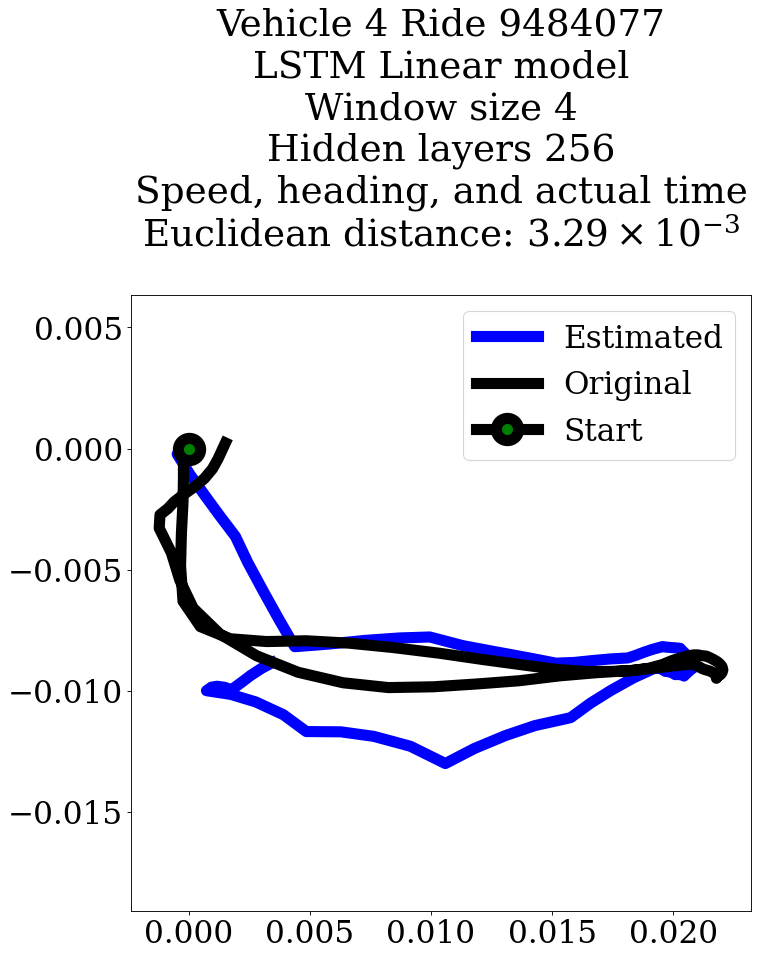 Vehicle 4 Ride 9484077
LSTM Linear model
Window size 4
Hidden layers 256
Speed, heading, and actual time
Euclidean distance: 3.29 × 10⁻³
Estimated
Original
Start
0.005
0.000
−0.005
−0.010
−0.015
0.000 0.005 0.010 0.015 0.020